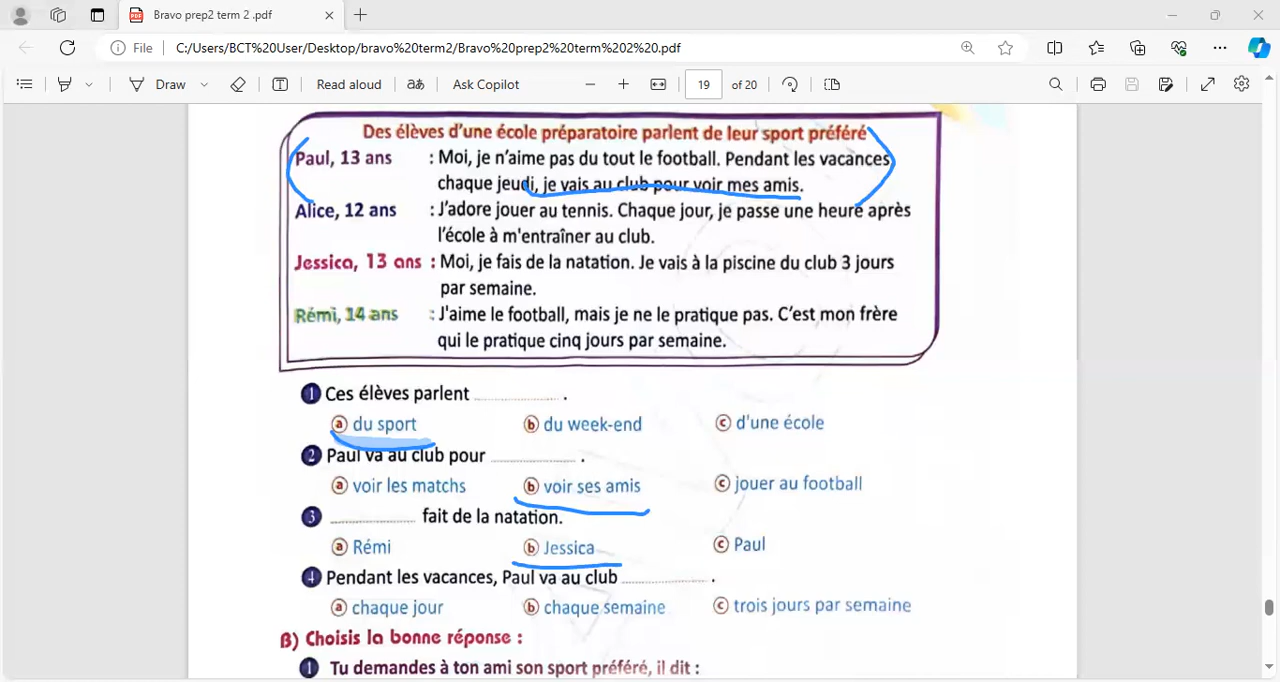 Bravo prep2 term 2 .pdf
File C:/Users/BCT%20User/Desktop/bravo%20term2/Bravo%20prep2%20term%202%20.pdf
Draw Read aloud aあ Ask Copilot 19 of 20
Des élèves d'une école préparatoire parlent de leur sport préféré
Paul, 13 ans : Moi, je n'aime pas du tout le football. Pendant les vacances
chaque jeudi, je vais au club pour voir mes amis.
Alice, 12 ans : J'adore jouer au tennis. Chaque jour, je passe une heure après
l'école à m'entraîner au club.
Jessica, 13 ans : Moi, je fais de la natation. Je vais à la piscine du club 3 jours
par semaine.
Rémi, 14 ans : J'aime le football, mais je ne le pratique pas. C'est mon frère
qui le pratique cinq jours par semaine.
1 Ces élèves parlent .................... .
a du sport b du week-end c d'une école
2 Paul va au club pour .................... .
a voir les matchs b voir ses amis c jouer au football
3 .................... fait de la natation.
a Rémi b Jessica c Paul
4 Pendant les vacances, Paul va au club .................... .
a chaque jour b chaque semaine c trois jours par semaine
B) Choisis la bonne réponse :
1 Tu demandes à ton ami son sport préféré, il dit :